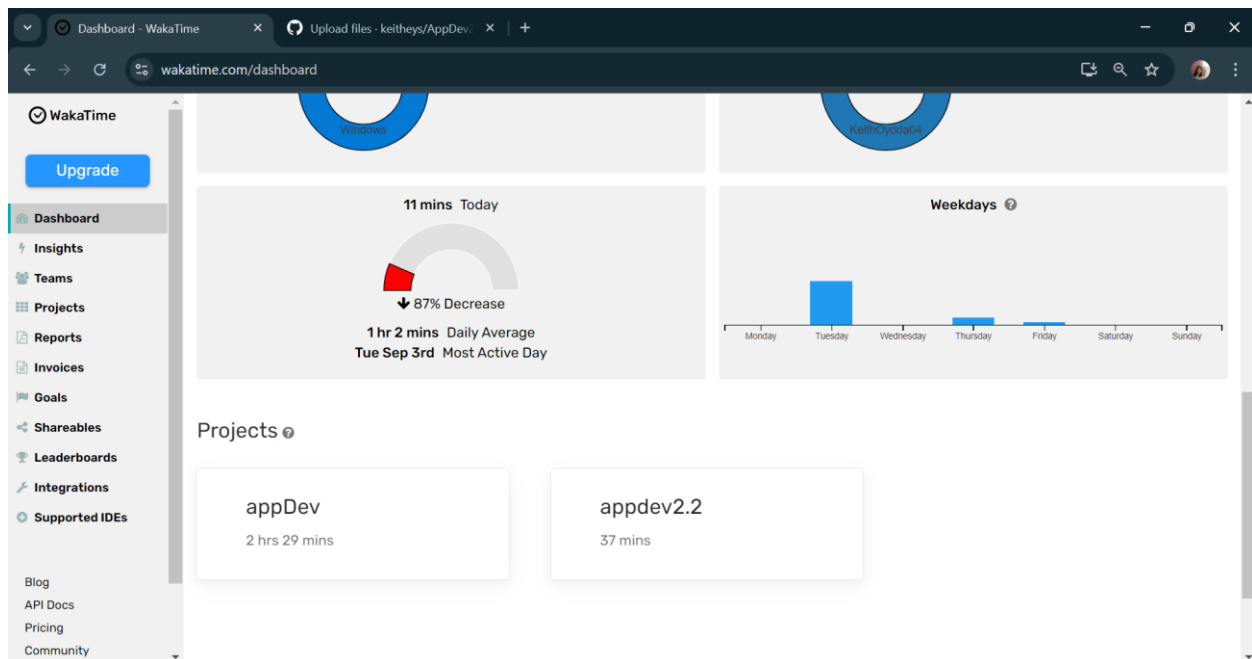 Dashboard - WakaTime
Upload files · keitheys/AppDev2
wakatime.com/dashboard
WakaTime
Upgrade
Dashboard
Insights
Teams
Projects
Reports
Invoices
Goals
Shareables
Leaderboards
Integrations
Supported IDEs
Blog
API Docs
Pricing
Community
Windows
KeithOyoda04
11 mins Today
87% Decrease
1 hr 2 mins Daily Average
Tue Sep 3rd Most Active Day
Weekdays
Monday Tuesday Wednesday Thursday Friday Saturday Sunday
Projects
appDev
2 hrs 29 mins
appdev2.2
37 mins